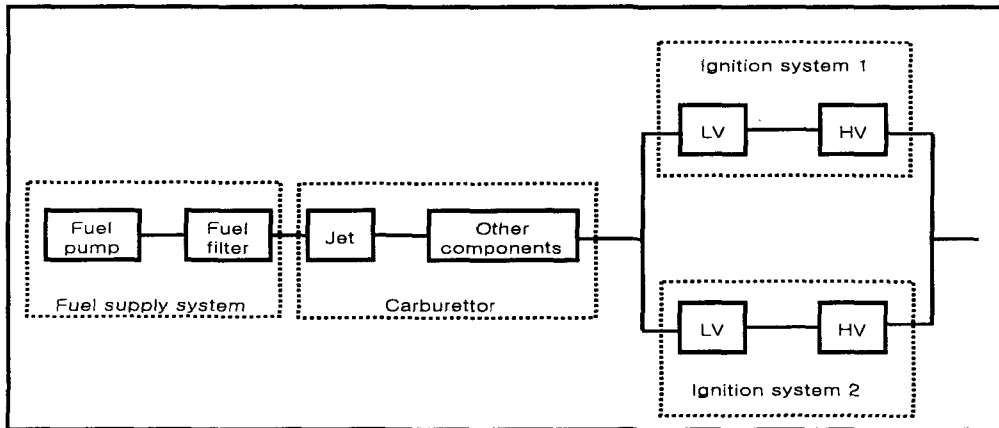 Ignition system 1
LV
HV
Fuel
pump
Fuel
filter
Jet
Other
components
Fuel supply system
Carburettor
LV
HV
Ignition system 2